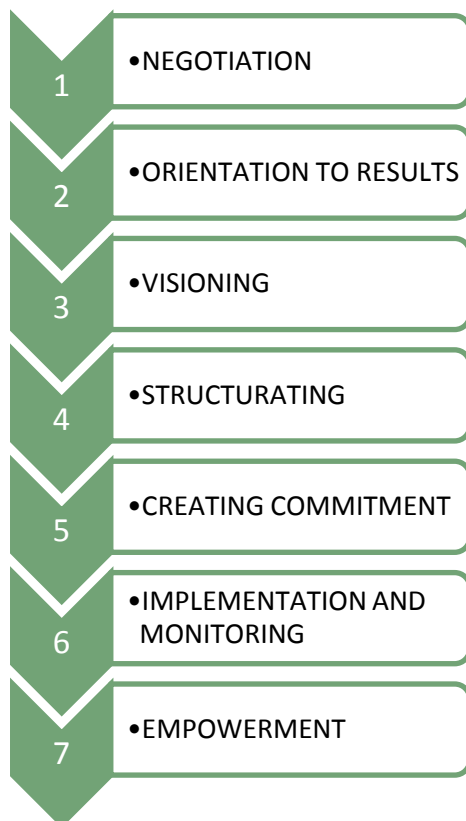 1
•NEGOTIATION
2
•ORIENTATION TO RESULTS
3
•VISIONING
4
•STRUCTURATING
5
•CREATING COMMITMENT
6
•IMPLEMENTATION AND
MONITORING
7
•EMPOWERMENT